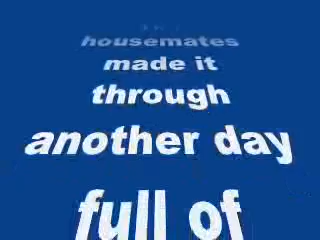 housemates
made it
through
another day
full of